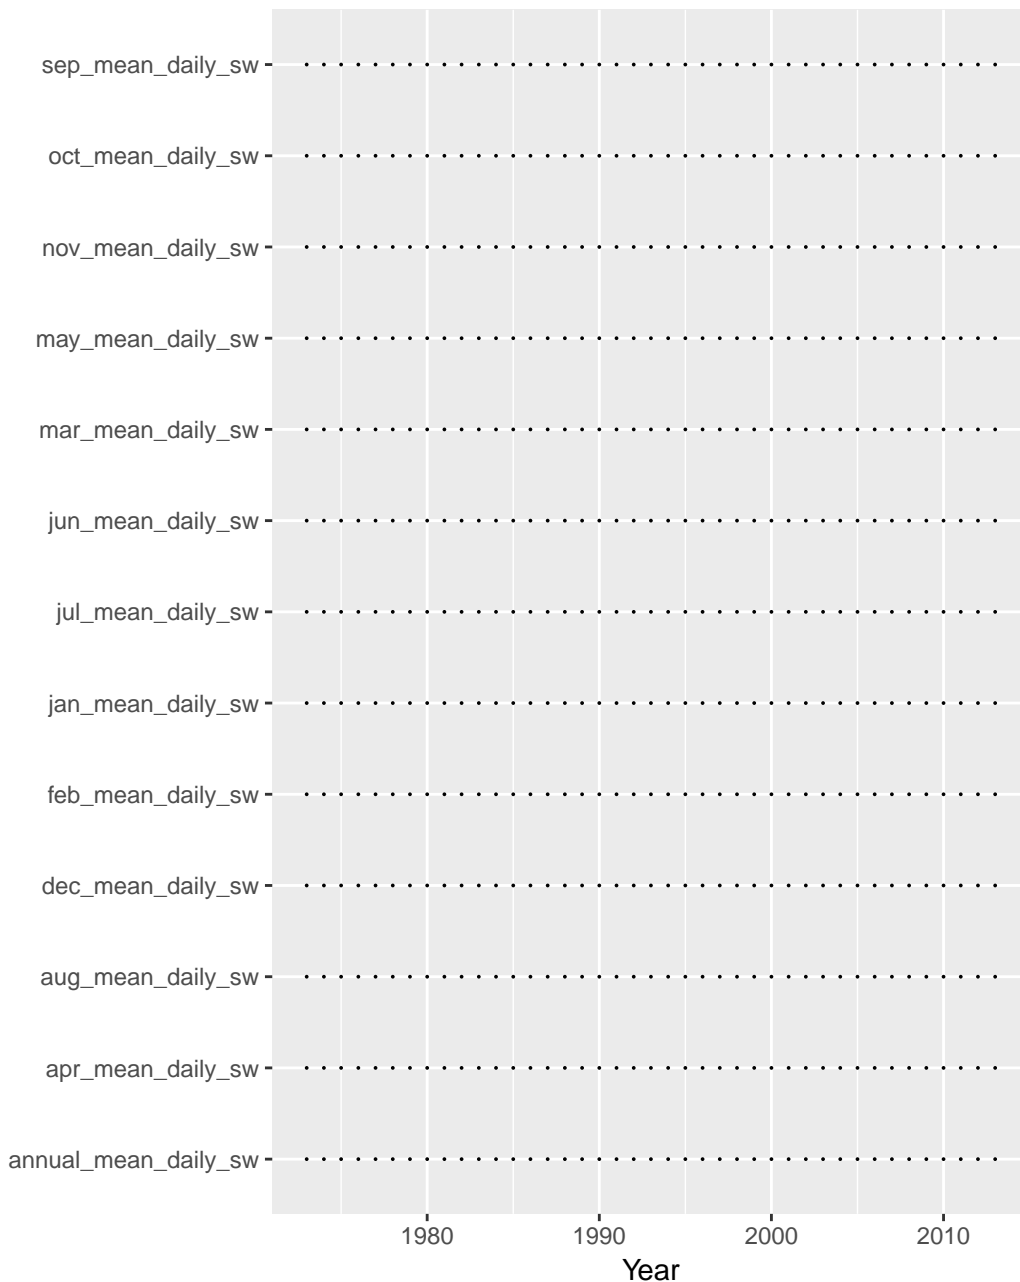 sep_mean_daily_sw
oct_mean_daily_sw
nov_mean_daily_sw
may_mean_daily_sw
mar_mean_daily_sw
jun_mean_daily_sw
jul_mean_daily_sw
jan_mean_daily_sw
feb_mean_daily_sw
dec_mean_daily_sw
aug_mean_daily_sw
apr_mean_daily_sw
annual_mean_daily_sw
1980 1990 2000 2010
Year